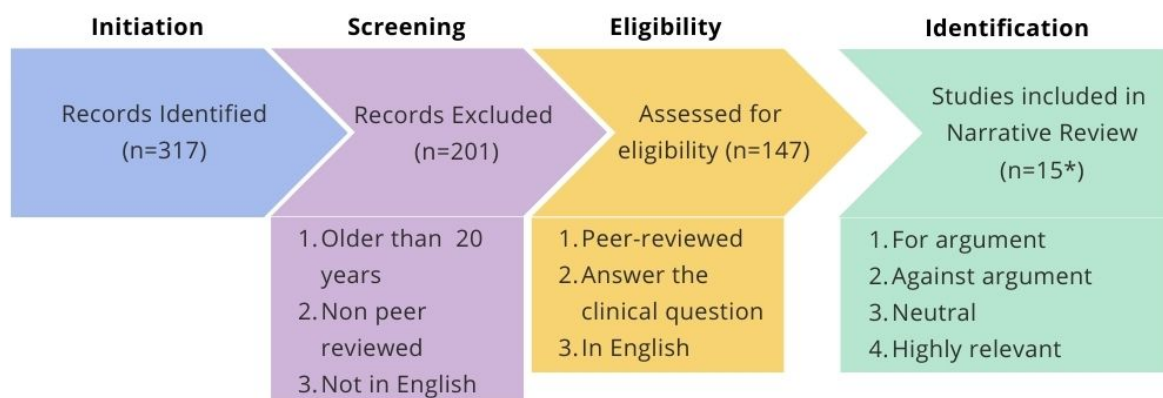 Initiation
Records Identified
(n=317)
Screening
Records Excluded
(n=201)
1. Older than 20
years
2. Non peer
reviewed
3. Not in English
Eligibility
Assessed for
eligibility (n=147)
1. Peer-reviewed
2. Answer the
clinical question
3. In English
Identification
Studies included in
Narrative Review
(n=15*)
1. For argument
2. Against argument
3. Neutral
4. Highly relevant